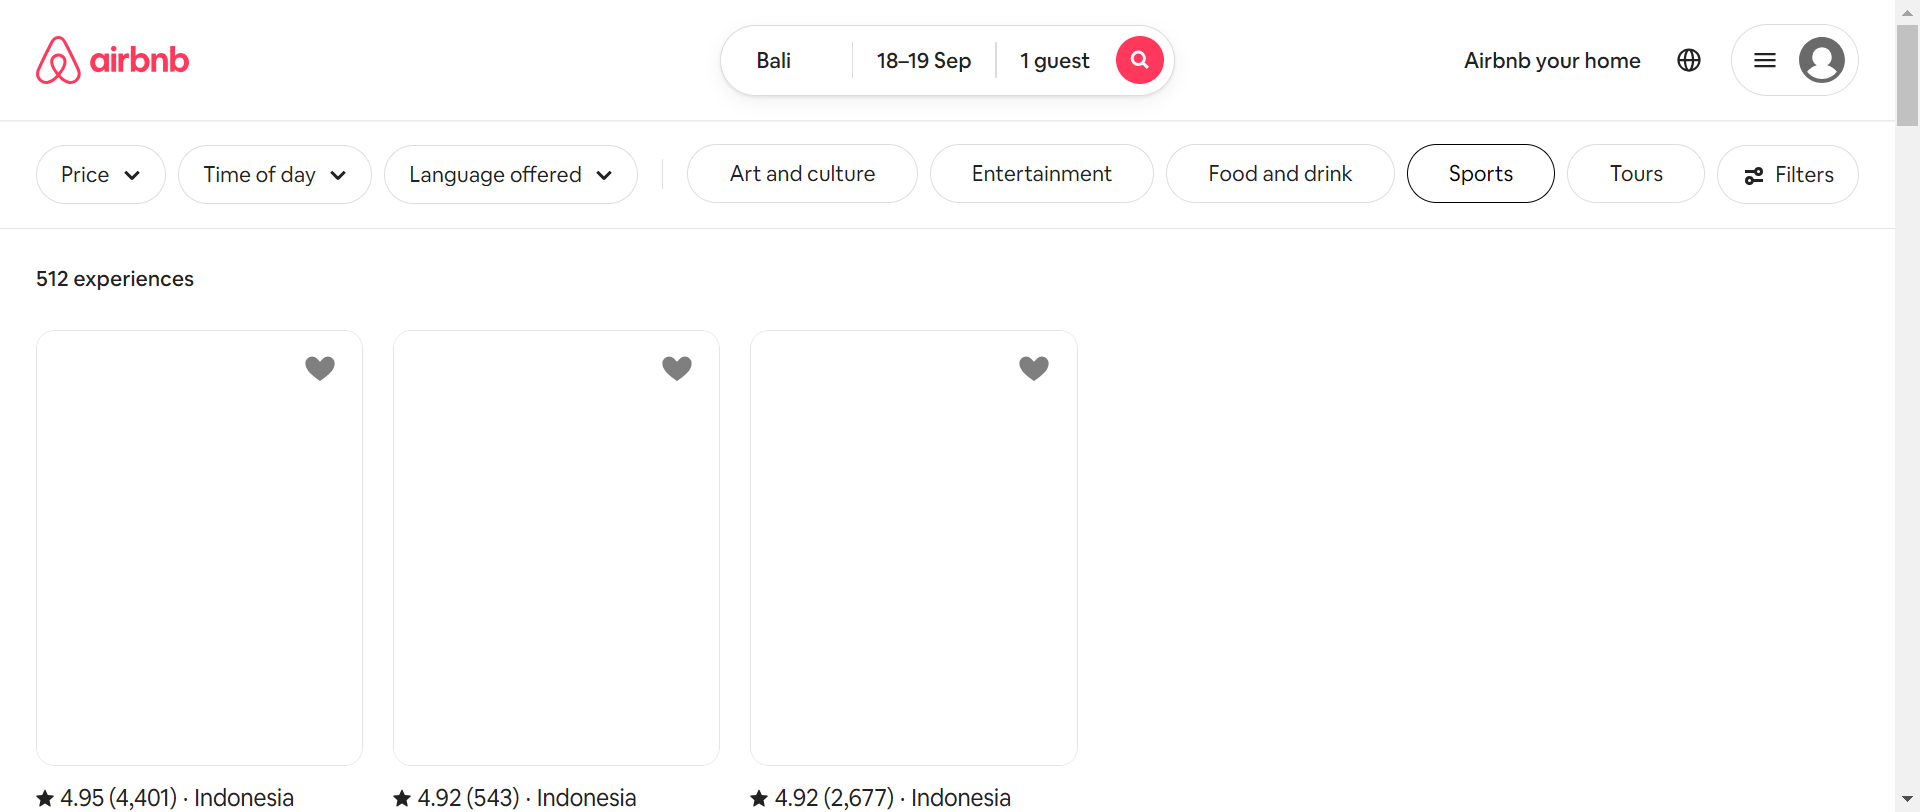 airbnb
Bali
18–19 Sep
1 guest
Airbnb your home
Price
Time of day
Language offered
Art and culture
Entertainment
Food and drink
Sports
Tours
Filters
512 experiences
4.95 (4,401) · Indonesia
4.92 (543) · Indonesia
4.92 (2,677) · Indonesia